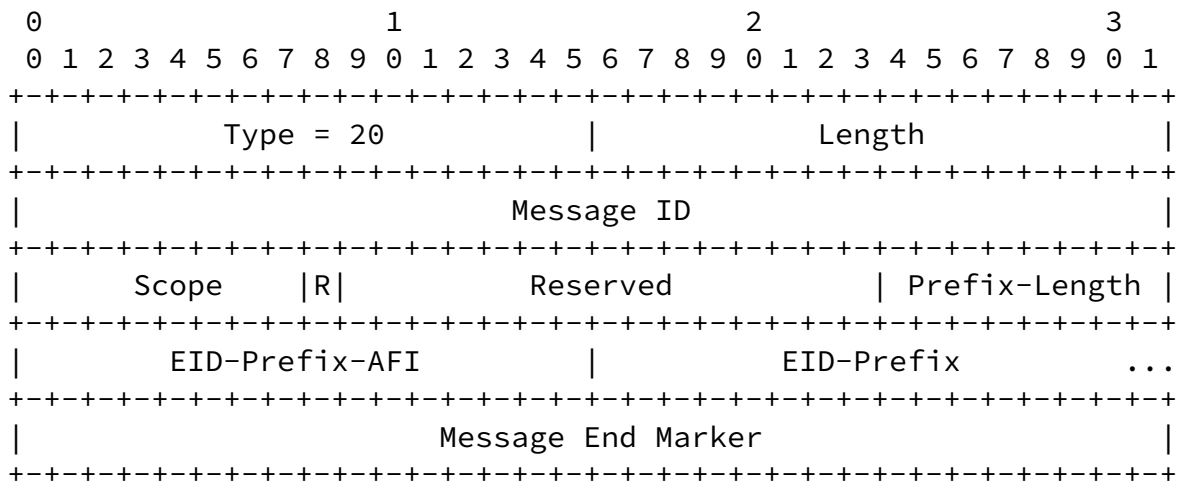 0                   1                   2                   3
 0 1 2 3 4 5 6 7 8 9 0 1 2 3 4 5 6 7 8 9 0 1 2 3 4 5 6 7 8 9 0 1
+-+-+-+-+-+-+-+-+-+-+-+-+-+-+-+-+-+-+-+-+-+-+-+-+-+-+-+-+-+-+-+-+
|           Type = 20           |            Length             |
+-+-+-+-+-+-+-+-+-+-+-+-+-+-+-+-+-+-+-+-+-+-+-+-+-+-+-+-+-+-+-+-+
|                           Message ID                          |
+-+-+-+-+-+-+-+-+-+-+-+-+-+-+-+-+-+-+-+-+-+-+-+-+-+-+-+-+-+-+-+-+
|      Scope    |R|          Reserved           | Prefix-Length |
+-+-+-+-+-+-+-+-+-+-+-+-+-+-+-+-+-+-+-+-+-+-+-+-+-+-+-+-+-+-+-+-+
|        EID-Prefix-AFI         |          EID-Prefix         ...
+-+-+-+-+-+-+-+-+-+-+-+-+-+-+-+-+-+-+-+-+-+-+-+-+-+-+-+-+-+-+-+-+
|                       Message End Marker                      |
+-+-+-+-+-+-+-+-+-+-+-+-+-+-+-+-+-+-+-+-+-+-+-+-+-+-+-+-+-+-+-+-+